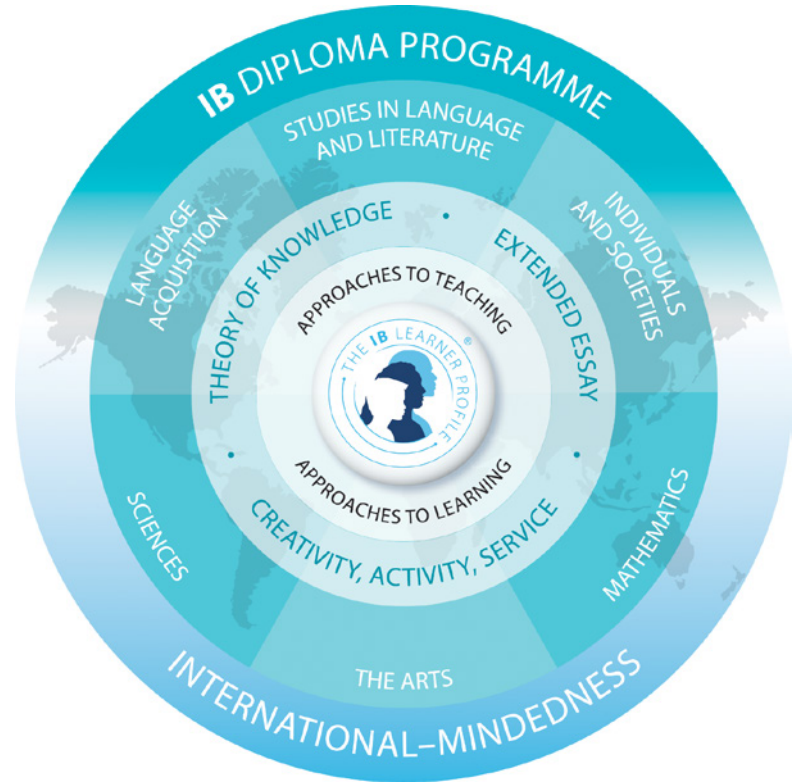 IB DIPLOMA PROGRAMME
STUDIES IN LANGUAGE
AND LITERATURE
LANGUAGE
ACQUISITION
INDIVIDUALS
AND SOCIETIES
THEORY OF KNOWLEDGE
•
EXTENDED ESSAY
•
CREATIVITY, ACTIVITY, SERVICE
•
APPROACHES TO TEACHING
• THE IB LEARNER PROFILE • ®
APPROACHES TO LEARNING
SCIENCES
MATHEMATICS
THE ARTS
INTERNATIONAL–MINDEDNESS